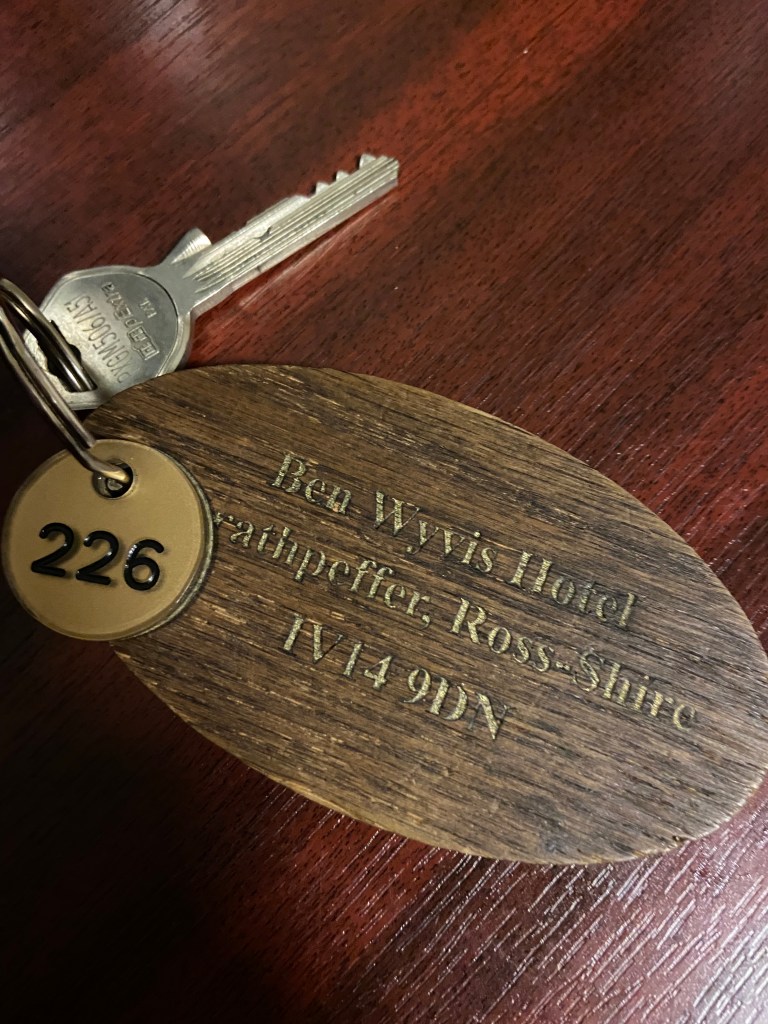 226
Ben Wyvis Hotel
rathpeffer, Ross-Shire
IV14 9DN